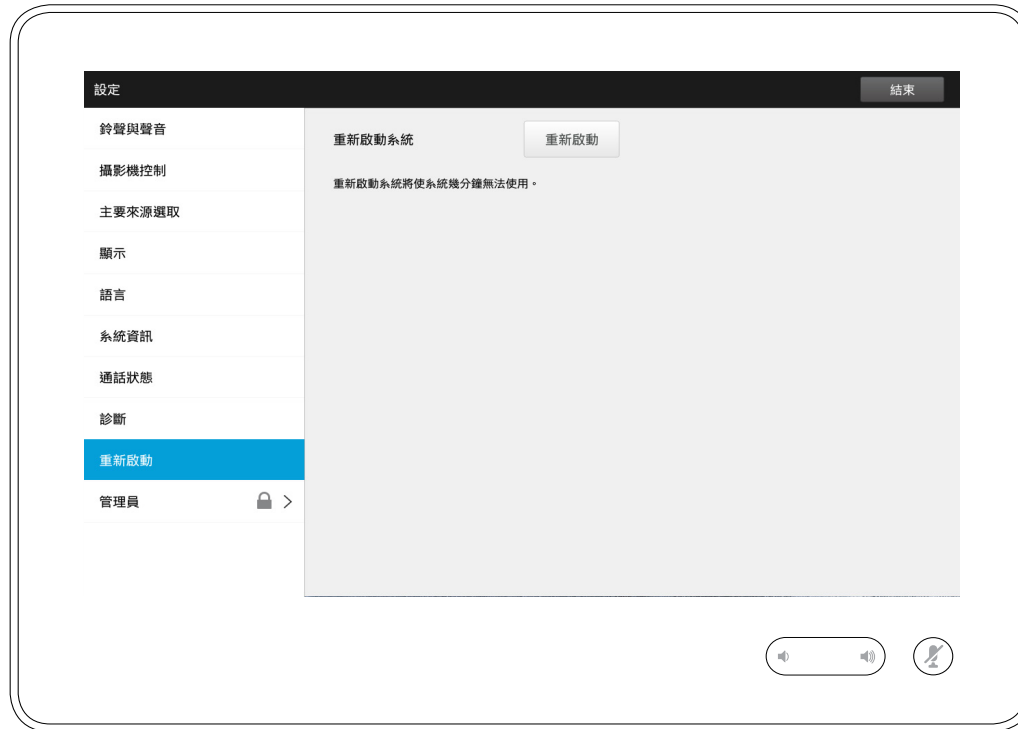 設定
結束
鈴聲與聲音
攝影機控制
主要來源選取
顯示
語言
系統資訊
通話狀態
診斷
重新啟動
管理員
重新啟動系統
重新啟動
重新啟動系統將使系統幾分鐘無法使用。